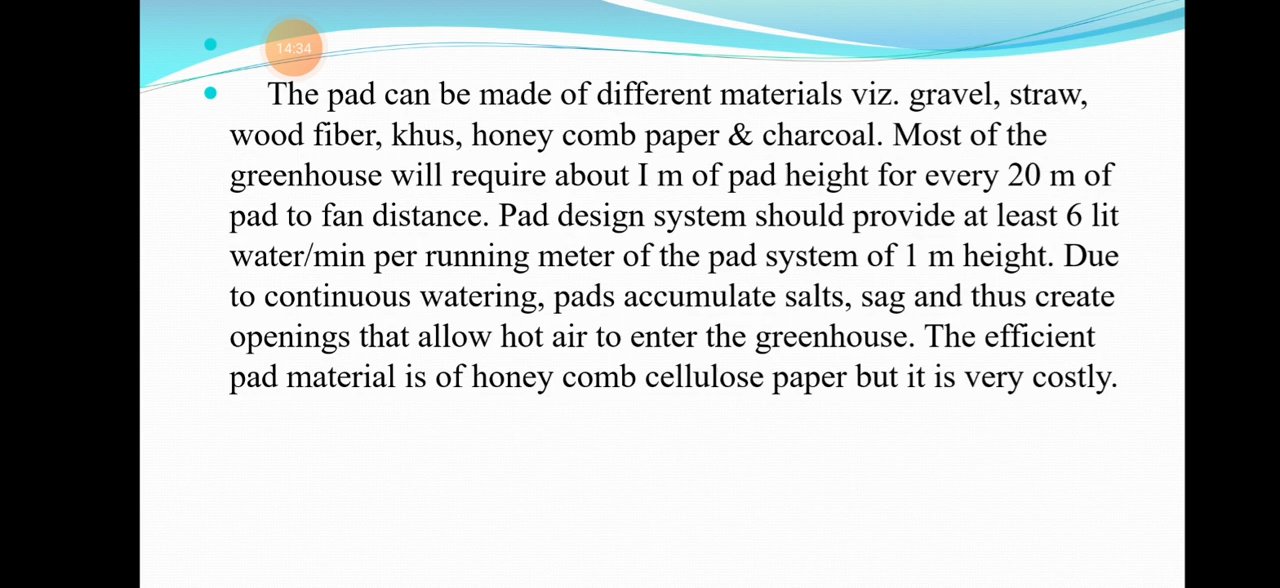 14:34
The pad can be made of different materials viz. gravel, straw,
wood fiber, khus, honey comb paper & charcoal. Most of the
greenhouse will require about I m of pad height for every 20 m of
pad to fan distance. Pad design system should provide at least 6 lit
water/min per running meter of the pad system of 1 m height. Due
to continuous watering, pads accumulate salts, sag and thus create
openings that allow hot air to enter the greenhouse. The efficient
pad material is of honey comb cellulose paper but it is very costly.